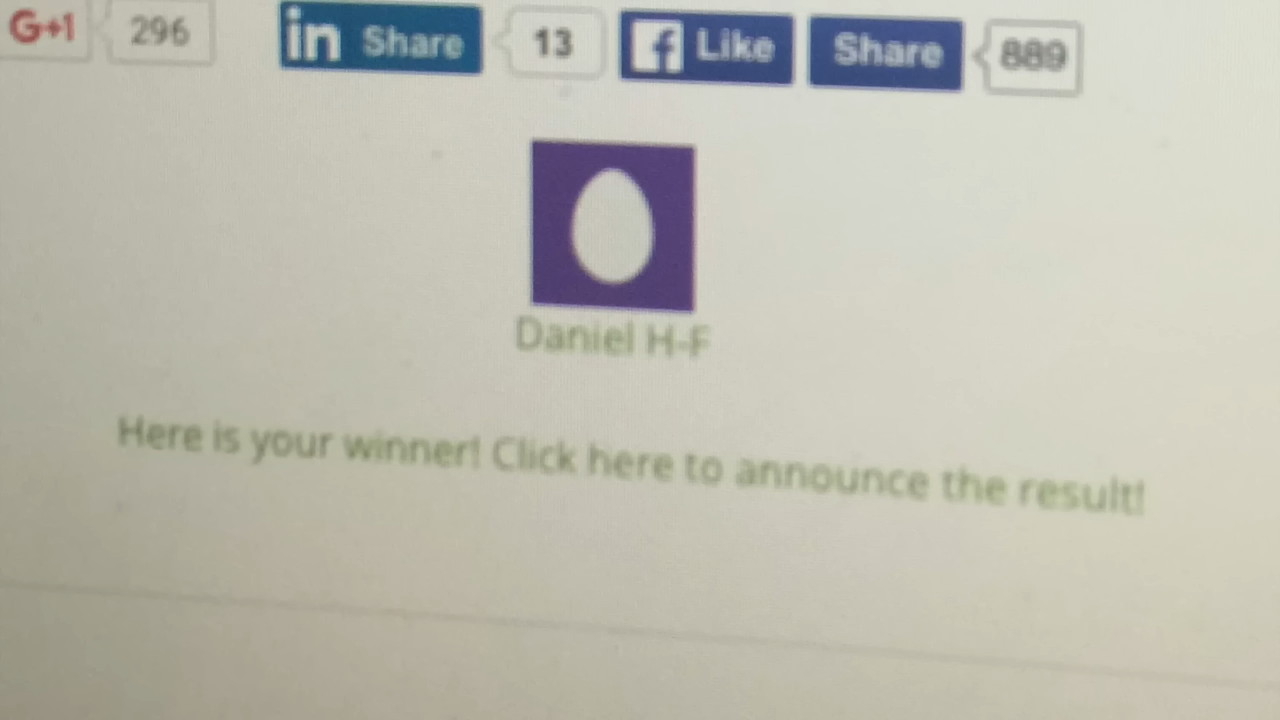 G+1 296 in Share 13 f Like Share 889
Daniel H-F
Here is your winner! Click here to announce the result!